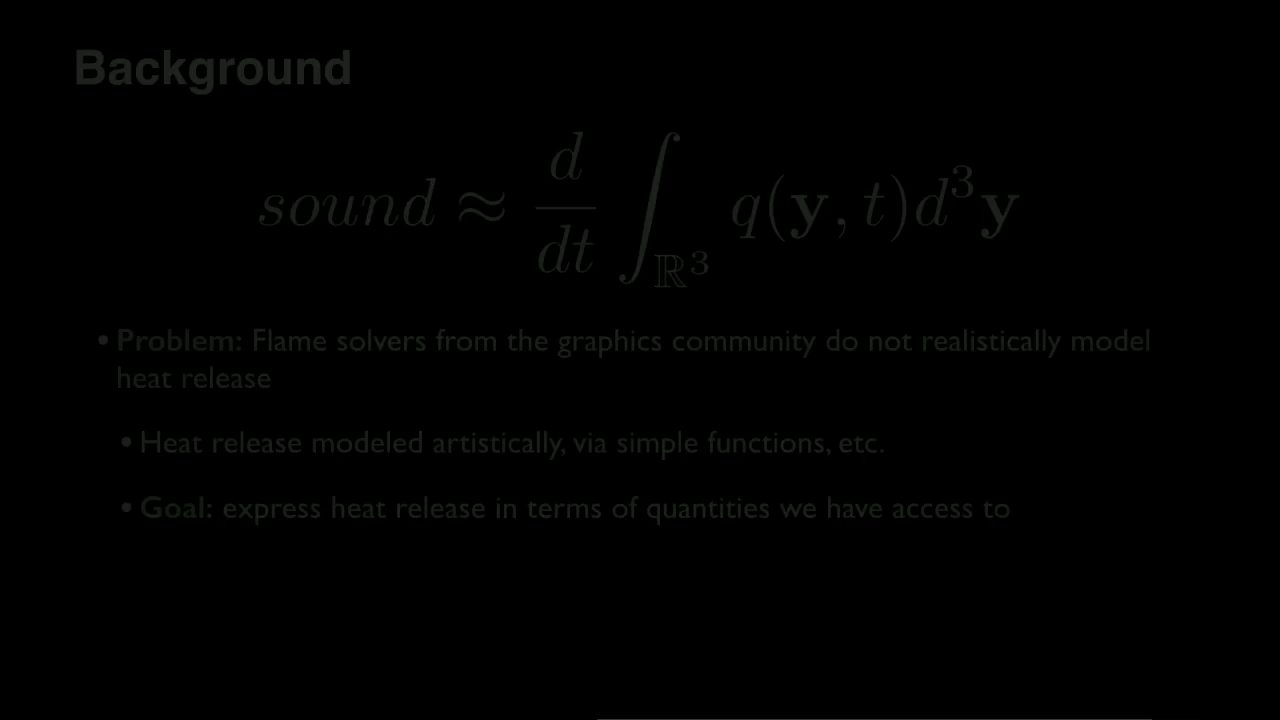 Background
sound ≈ d/dt ∫_{ℝ³} q(𝐲, t)d³𝐲
• Problem: Flame solvers from the graphics community do not realistically model
heat release
• Heat release modeled artistically, via simple functions, etc.
• Goal: express heat release in terms of quantities we have access to